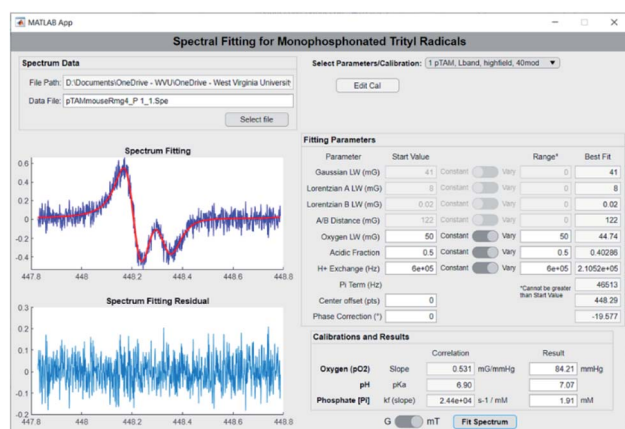 MATLAB App
Spectral Fitting for Monophosphonated Trityl Radicals
Spectrum Data
File Path: D:\Documents\OneDrive - WVU\OneDrive - West Virginia Universit
Data File: pTAMmouseRmg4_P 1_1.Spe
Select file
Select Parameters/Calibration: 1 pTAM, Lband, highfield, 40mod
Edit Cal
Spectrum Fitting
0.6
0.4
0.2
0
-0.2
-0.4
447.8 448 448.2 448.4 448.6 448.8
Spectrum Fitting Residual
0.3
0.2
0.1
0
-0.1
-0.2
447.8 448 448.2 448.4 448.6 448.8
Fitting Parameters
Parameter Start Value Range* Best Fit
Gaussian LW (mG) 41 Constant Vary 0 41
Lorentzian A LW (mG) 8 Constant Vary 0 8
Lorentzian B LW (mG) 0.02 Constant Vary 0 0.02
A/B Distance (mG) 122 Constant Vary 0 122
Oxygen LW (mG) 50 Constant Vary 50 44.74
Acidic Fraction 0.5 Constant Vary 0.5 0.40286
H+ Exchange (Hz) 6e+05 Constant Vary 6e+05 2.1052e+05
Pi Term (Hz) 46513
*Cannot be greater than Start Value
Center offset (pts) 0 448.29
Phase Correction (°) 0 -19.577
Calibrations and Results
Correlation Result
Oxygen (pO2) Slope 0.531 mG/mmHg 84.21 mmHg
pH pKa 6.90 7.07
Phosphate [Pi] kf (slope) 2.44e+04 s-1 / mM 1.91 mM
G mT Fit Spectrum